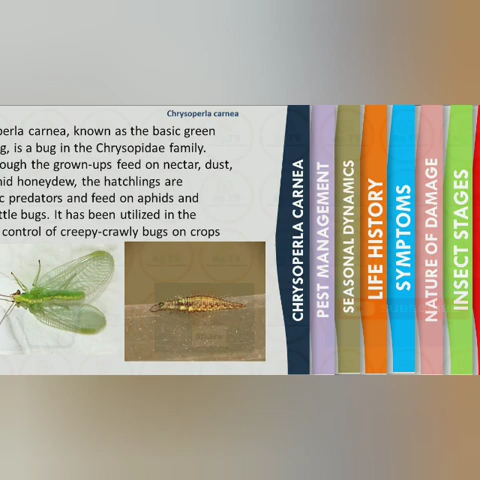 Chrysoperla carnea
perla carnea, known as the basic green
g, is a bug in the Chrysopidae family.
ough the grown-ups feed on nectar, dust,
nid honeydew, the hatchlings are
c predators and feed on aphids and
ttle bugs. It has been utilized in the
control of creepy-crawly bugs on crops
CHRYSOPERLA CARNEA
PEST MANAGEMENT
SEASONAL DYNAMICS
LIFE HISTORY
SYMPTOMS
NATURE OF DAMAGE
INSECT STAGES